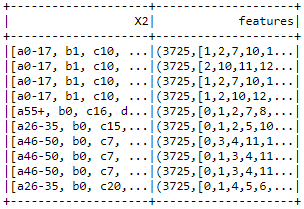 +--------------------+--------------------+
|                  X2|            features|
+--------------------+--------------------+
|[a0-17, b1, c10, ...|(3725,[1,2,7,10,1...|
|[a0-17, b0, c10, ...|(3725,[2,10,11,12...|
|[a0-17, b1, c10, ...|(3725,[1,2,7,10,1...|
|[a0-17, b0, c10, ...|(3725,[1,2,10,12,...|
|[a55+, b0, c16, d...|(3725,[0,1,2,7,8,...|
|[a26-35, b0, c15,...|(3725,[0,1,2,5,10...|
|[a46-50, b0, c7, ...|(3725,[0,3,4,11,1...|
|[a46-50, b0, c7, ...|(3725,[0,1,3,4,11...|
|[a46-50, b0, c7, ...|(3725,[0,1,3,4,11...|
|[a26-35, b0, c20,...|(3725,[0,1,4,5,6,...|
+--------------------+--------------------+